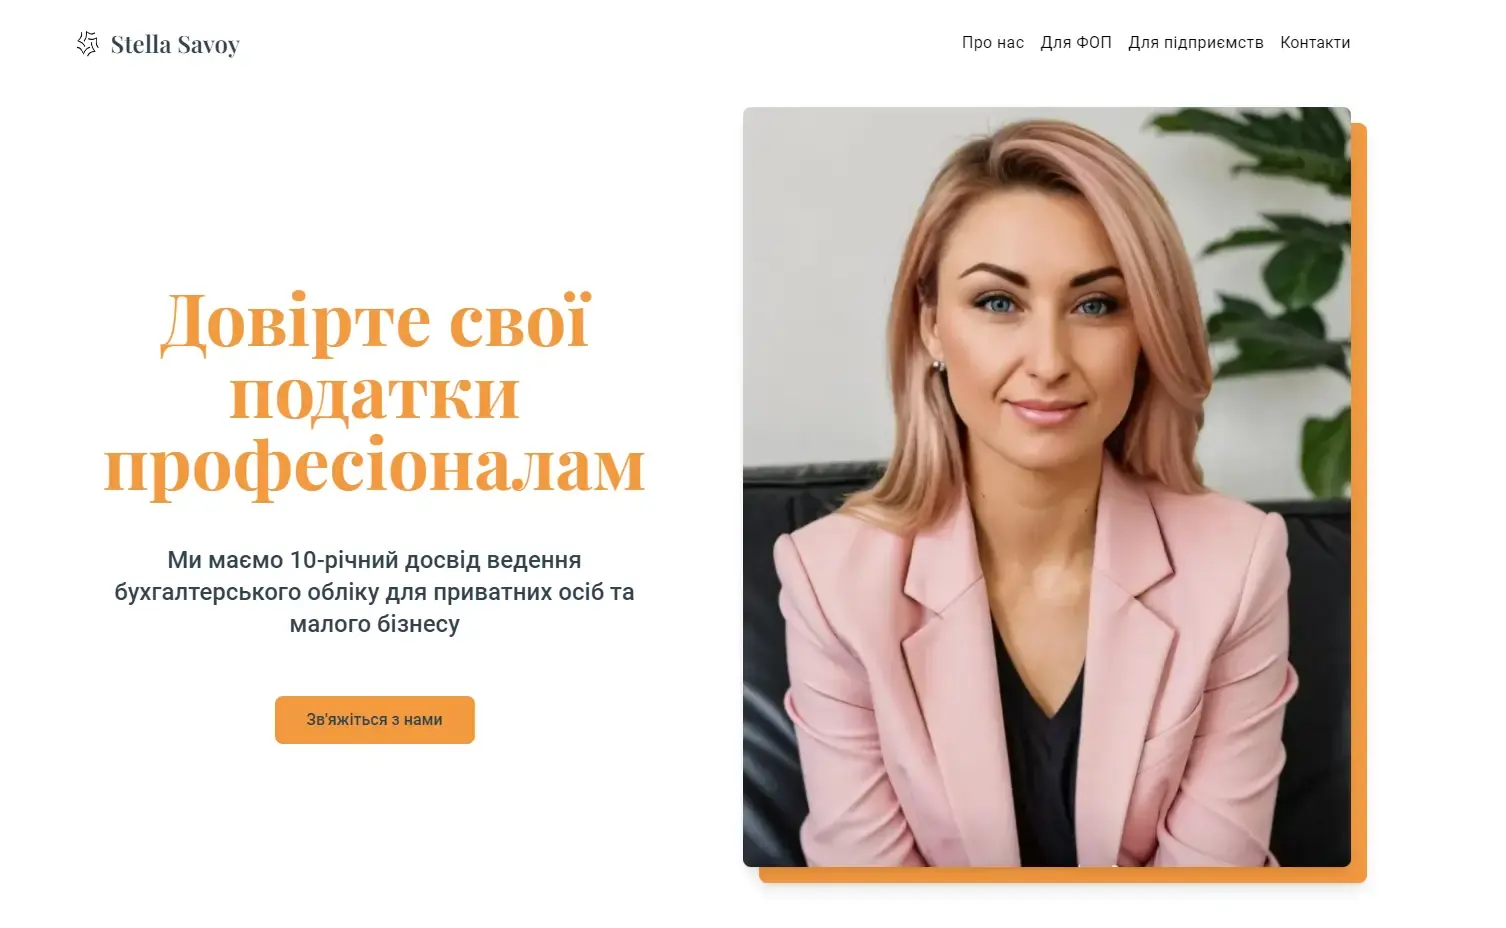 Stella Savoy
Про нас Для ФОП Для підприємств Контакти
Довірте свої
податки
професіоналам
Ми маємо 10-річний досвід ведення
бухгалтерського обліку для приватних осіб та
малого бізнесу
Зв'яжіться з нами